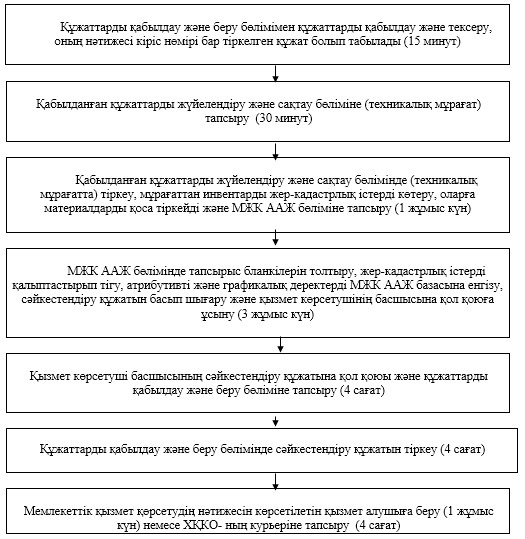 Құжаттарды қабылдау және беру бөлімімен құжаттарды қабылдау және тексеру,
оның нәтижесі кіріс нөмірі бар тіркелген құжат болып табылады (15 минут)
Қабылданған құжаттарды жүйелендіру және сақтау бөліміне (техникалық мұрағат)
тапсыру (30 минут)
Қабылданған құжаттарды жүйелендіру және сақтау бөлімінде (техникалық
мұрағатта) тіркеу, мұрағаттан инвентарды жер-кадастрлық істерді көтеру, оларға
материалдарды қоса тіркейді және МЖК ААЖ бөліміне тапсыру (1 жұмыс күн)
МЖК ААЖ бөлімінде тапсырыс бланкілерін толтыру, жер-кадастрлық істерді
қалыптастырып тігу, атрибутивті және графикалық деректерді МЖК ААЖ базасына енгізу,
сәйкестендіру құжатын басып шығару және қызмет көрсетушінің басшысына қол қоюға
ұсыну (3 жұмыс күн)
Қызмет көрсетуші басшысының сәйкестендіру құжатына қол қоюы және құжаттарды
қабылдау және беру бөліміне тапсыру (4 сағат)
Құжаттарды қабылдау және беру бөлімінде сәйкестендіру құжатын тіркеу (4 сағат)
Мемлекеттік қызмет көрсетудің нәтижесін көрсетілетін қызмет алушыға беру (1 жұмыс
күн) немесе ХҚКО- ның курьеріне тапсыру (4 сағат)